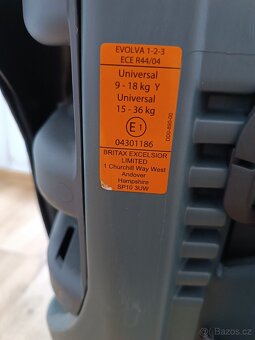 EVOLVA 1-2-3
ECE R44/04
Universal
9 - 18 kg Y
Universal
15 - 36 kg
E1
04301186
BRITAX EXCELSIOR
LIMITED
1 Churchill Way West
Andover
Hampshire
SP10 3UW
Bazoš.cz